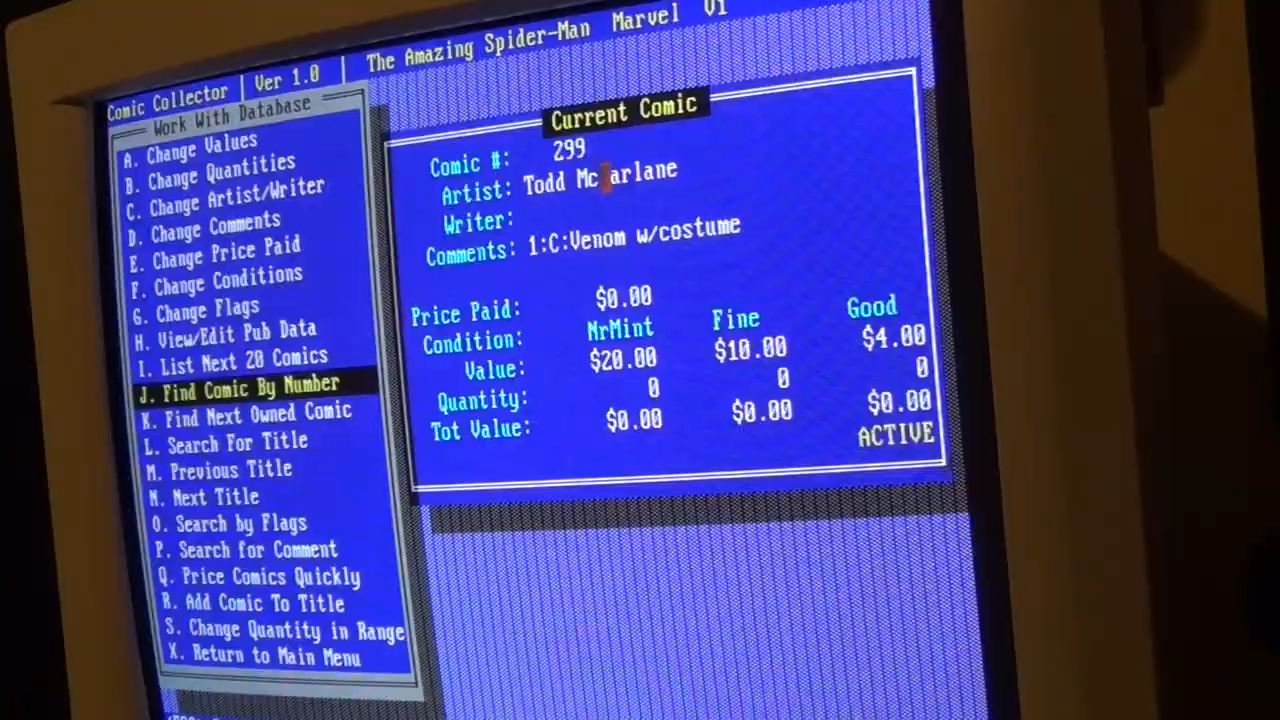 Comic Collector | Ver 1.0 | The Amazing Spider-Man Marvel V1
Work With Database
A. Change Values
B. Change Quantities
C. Change Artist/Writer
D. Change Comments
E. Change Price Paid
F. Change Conditions
G. Change Flags
H. View/Edit Pub Data
I. List Next 20 Comics
J. Find Comic By Number
K. Find Next Owned Comic
L. Search For Title
M. Previous Title
N. Next Title
O. Search by Flags
P. Search for Comment
Q. Price Comics Quickly
R. Add Comic To Title
S. Change Quantity in Range
X. Return to Main Menu
Current Comic
Comic #: 299
Artist: Todd McFarlane
Writer:
Comments: 1:C:Venom w/costume
Price Paid: $0.00
Condition: NrMint Fine Good
Value: $20.00 $10.00 $4.00
Quantity: 0 0 0
Tot Value: $0.00 $0.00 $0.00
ACTIVE